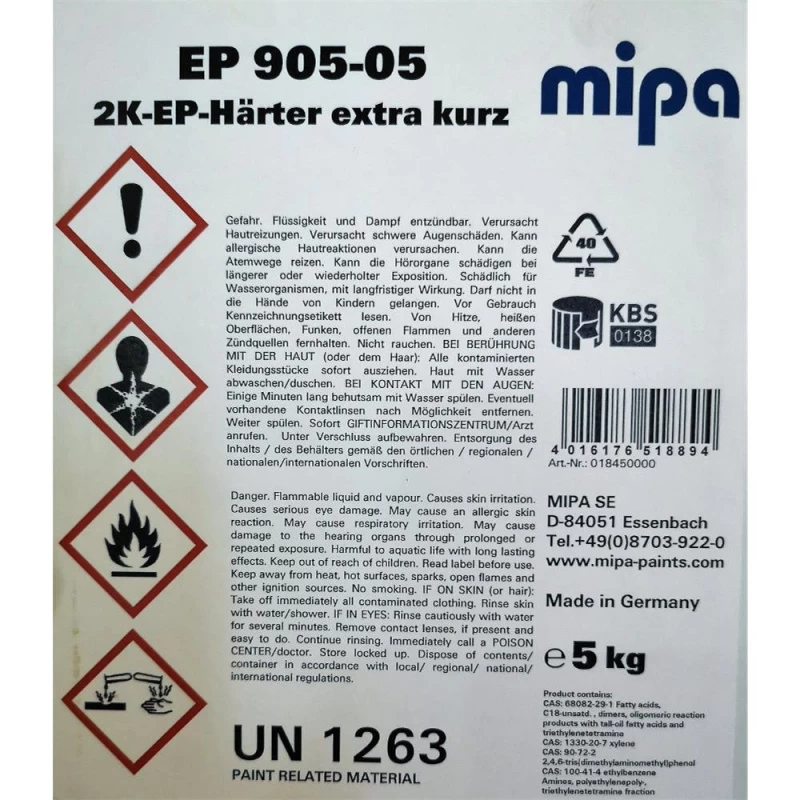 EP 905-05
2K-EP-Härter extra kurz
mipa
Gefahr. Flüssigkeit und Dampf entzündbar. Verursacht
Hautreizungen. Verursacht schwere Augenschäden. Kann
allergische Hautreaktionen verursachen. Kann die
Atemwege reizen. Kann die Hörorgane schädigen bei
längerer oder wiederholter Exposition. Schädlich für
Wasserorganismen, mit langfristiger Wirkung. Darf nicht in
die Hände von Kindern gelangen. Vor Gebrauch
Kennzeichnungsetikett lesen. Von Hitze, heißen
Oberflächen, Funken, offenen Flammen und anderen
Zündquellen fernhalten. Nicht rauchen. BEI BERÜHRUNG
MIT DER HAUT (oder dem Haar): Alle kontaminierten
Kleidungsstücke sofort ausziehen. Haut mit Wasser
abwaschen/duschen. BEI KONTAKT MIT DEN AUGEN:
Einige Minuten lang behutsam mit Wasser spülen. Eventuell
vorhandene Kontaktlinsen nach Möglichkeit entfernen.
Weiter spülen. Sofort GIFTINFORMATIONSZENTRUM/Arzt
anrufen. Unter Verschluss aufbewahren. Entsorgung des
Inhalts / des Behälters gemäß den örtlichen / regionalen /
nationalen/internationalen Vorschriften.
Danger. Flammable liquid and vapour. Causes skin irritation.
Causes serious eye damage. May cause an allergic skin
reaction. May cause respiratory irritation. May cause
damage to the hearing organs through prolonged or
repeated exposure. Harmful to aquatic life with long lasting
effects. Keep out of reach of children. Read label before use.
Keep away from heat, hot surfaces, sparks, open flames and
other ignition sources. No smoking. IF ON SKIN (or hair):
Take off immediately all contaminated clothing. Rinse skin
with water/shower. IF IN EYES: Rinse cautiously with water
for several minutes. Remove contact lenses, if present and
easy to do. Continue rinsing. Immediately call a POISON
CENTER/doctor. Store locked up. Dispose of contents/
container in accordance with local/ regional/ national/
international regulations.
UN 1263
PAINT RELATED MATERIAL
40
FE
KBS
0138
4 016176 518894
Art.-Nr.: 018450000
MIPA SE
D-84051 Essenbach
Tel.+49(0)8703-922-0
www.mipa-paints.com
Made in Germany
℮ 5 kg
Product contains:
CAS: 68082-29-1 Fatty acids,
C18-unsatd. , dimers, oligomeric reaction
products with tall-oil fatty acids and
triethylenetetramine
CAS: 1330-20-7 xylene
CAS: 90-72-2
2,4,6-tris(dimethylaminomethyl)phenol
CAS: 100-41-4 ethylbenzene
Amines, polyethylenepoly-,
triethylenetetramine fraction